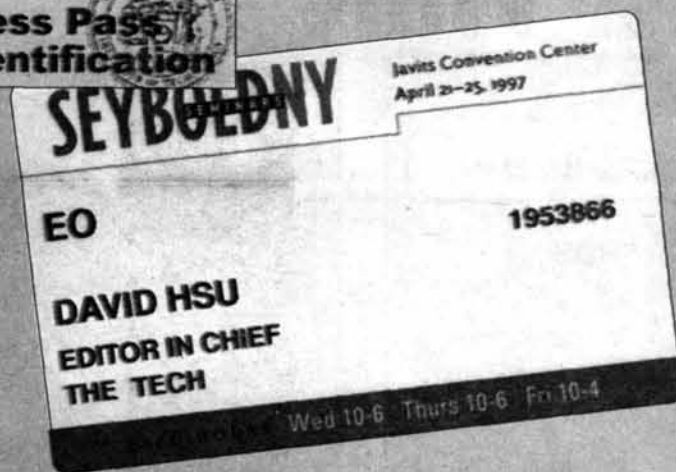 ess Pass
entification
SEYBOLDNY
SEMINARS
Javits Convention Center
April 21-25, 1997
EO
1953866
DAVID HSU
EDITOR IN CHIEF
THE TECH
Wed 10-6 Thurs 10-6 Fri 10-4